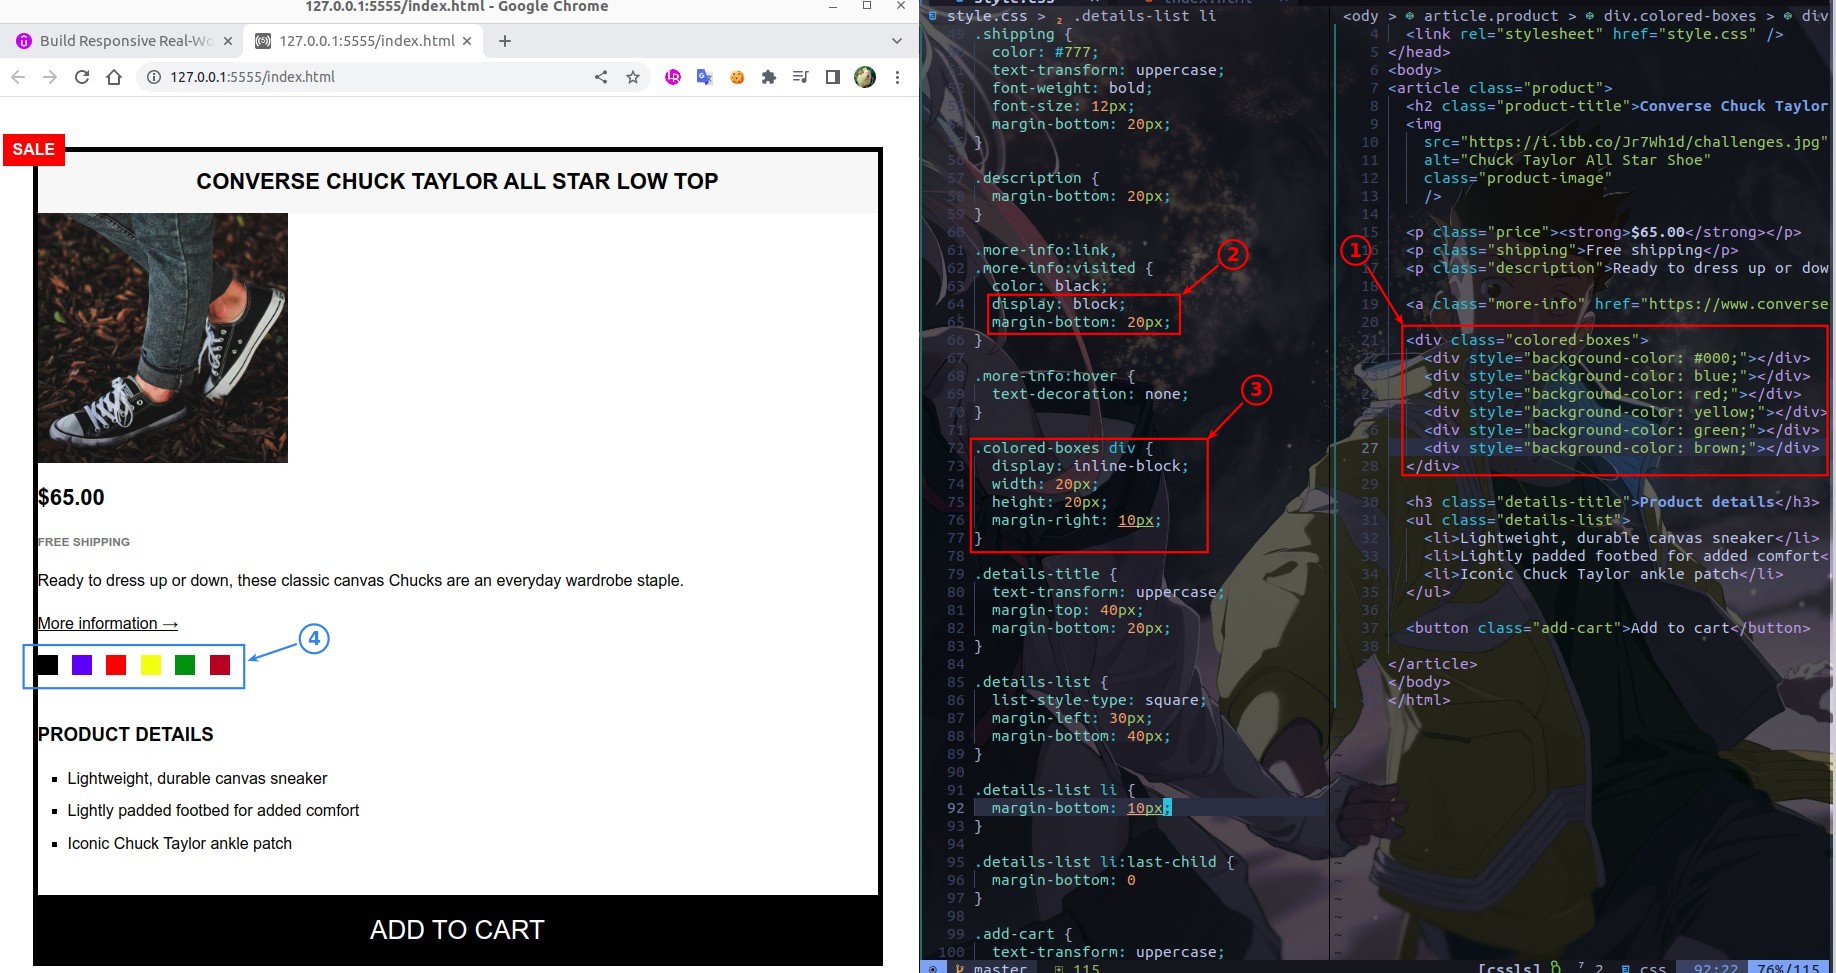 127.0.0.1:5555/index.html - Google Chrome
Build Responsive Real-Wo
127.0.0.1:5555/index.html
127.0.0.1:5555/index.html
SALE
CONVERSE CHUCK TAYLOR ALL STAR LOW TOP
$65.00
FREE SHIPPING
Ready to dress up or down, these classic canvas Chucks are an everyday wardrobe staple.
More information →
4
PRODUCT DETAILS
Lightweight, durable canvas sneaker
Lightly padded footbed for added comfort
Iconic Chuck Taylor ankle patch
ADD TO CART
style.css > .details-list li
.shipping {
color: #777;
text-transform: uppercase;
font-weight: bold;
font-size: 12px;
margin-bottom: 20px;
}
56
57 .description {
58 margin-bottom: 20px;
59 }
60
61 .more-info:link,
62 .more-info:visited {
63 color: black;
64 display: block;
65 margin-bottom: 20px;
66 }
67
68 .more-info:hover {
69 text-decoration: none;
70 }
71
72 .colored-boxes div {
73 display: inline-block;
74 width: 20px;
75 height: 20px;
76 margin-right: 10px;
77 }
78
79 .details-title {
80 text-transform: uppercase;
81 margin-top: 40px;
82 margin-bottom: 20px;
83 }
84
85 .details-list {
86 list-style-type: square;
87 margin-left: 30px;
88 margin-bottom: 40px;
89 }
90
91 .details-list li {
92 margin-bottom: 10px;
93 }
94
95 .details-list li:last-child {
96 margin-bottom: 0
97 }
98
99 .add-cart {
100 text-transform: uppercase;
2
3
<ody > article.product > div.colored-boxes > div
4 <link rel="stylesheet" href="style.css" />
5 </head>
6 <body>
7 <article class="product">
8 <h2 class="product-title">Converse Chuck Taylor
9 <img
10 src="https://i.ibb.co/Jr7Wh1d/challenges.jpg"
11 alt="Chuck Taylor All Star Shoe"
12 class="product-image"
13 />
14
15 <p class="price"><strong>$65.00</strong></p>
1
16 <p class="shipping">Free shipping</p>
17 <p class="description">Ready to dress up or dow
18
19 <a class="more-info" href="https://www.converse
20
21 <div class="colored-boxes">
<div style="background-color: #000;"></div>
<div style="background-color: blue;"></div>
<div style="background-color: red;"></div>
<div style="background-color: yellow;"></div>
<div style="background-color: green;"></div>
27 <div style="background-color: brown;"></div>
28 </div>
29
30 <h3 class="details-title">Product details</h3>
31 <ul class="details-list">
32 <li>Lightweight, durable canvas sneaker</li>
33 <li>Lightly padded footbed for added comfort<
34 <li>Iconic Chuck Taylor ankle patch</li>
35 </ul>
36
37 <button class="add-cart">Add to cart</button>
38
</article>
</body>
</html>
master 115
[cssls] 7 2 css 92:22 76%/115